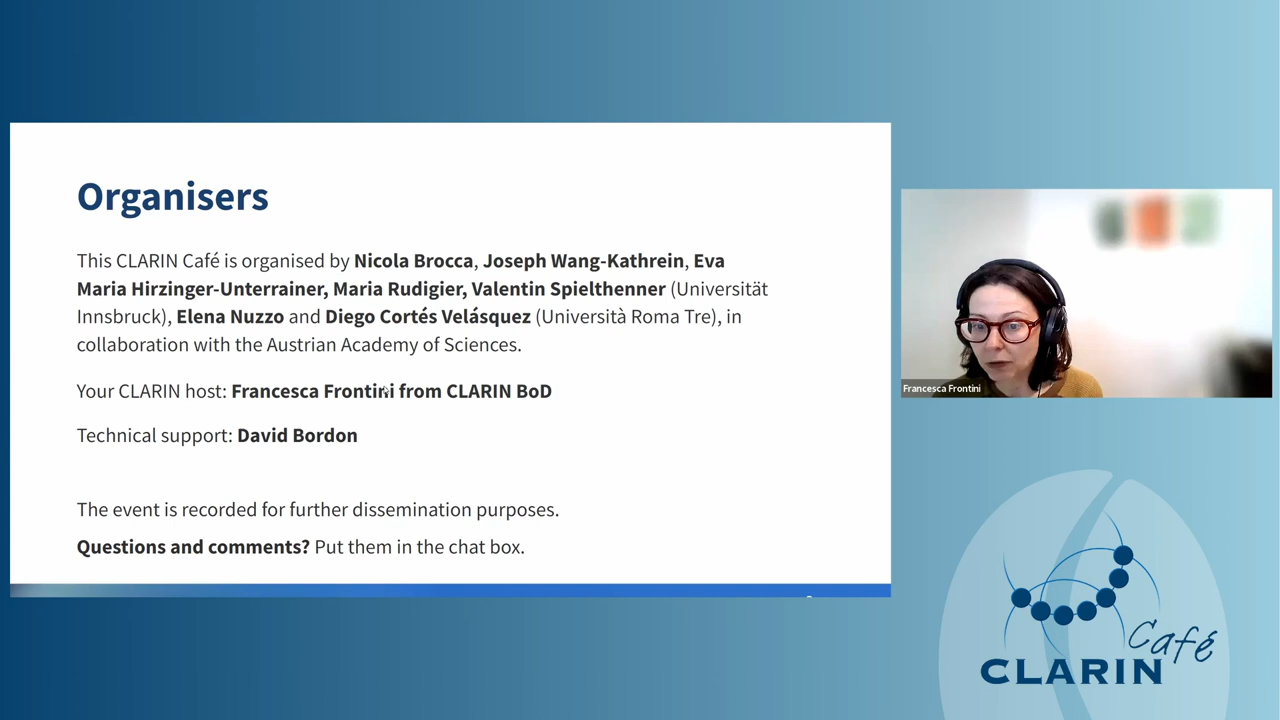 Organisers
This CLARIN Café is organised by Nicola Brocca, Joseph Wang-Kathrein, Eva
Maria Hirzinger-Unterrainer, Maria Rudigier, Valentin Spielthenner (Universität
Innsbruck), Elena Nuzzo and Diego Cortés Velásquez (Università Roma Tre), in
collaboration with the Austrian Academy of Sciences.
Your CLARIN host: Francesca Frontini from CLARIN BoD
Technical support: David Bordon
The event is recorded for further dissemination purposes.
Questions and comments? Put them in the chat box.
Francesca Frontini
Café
CLARIN